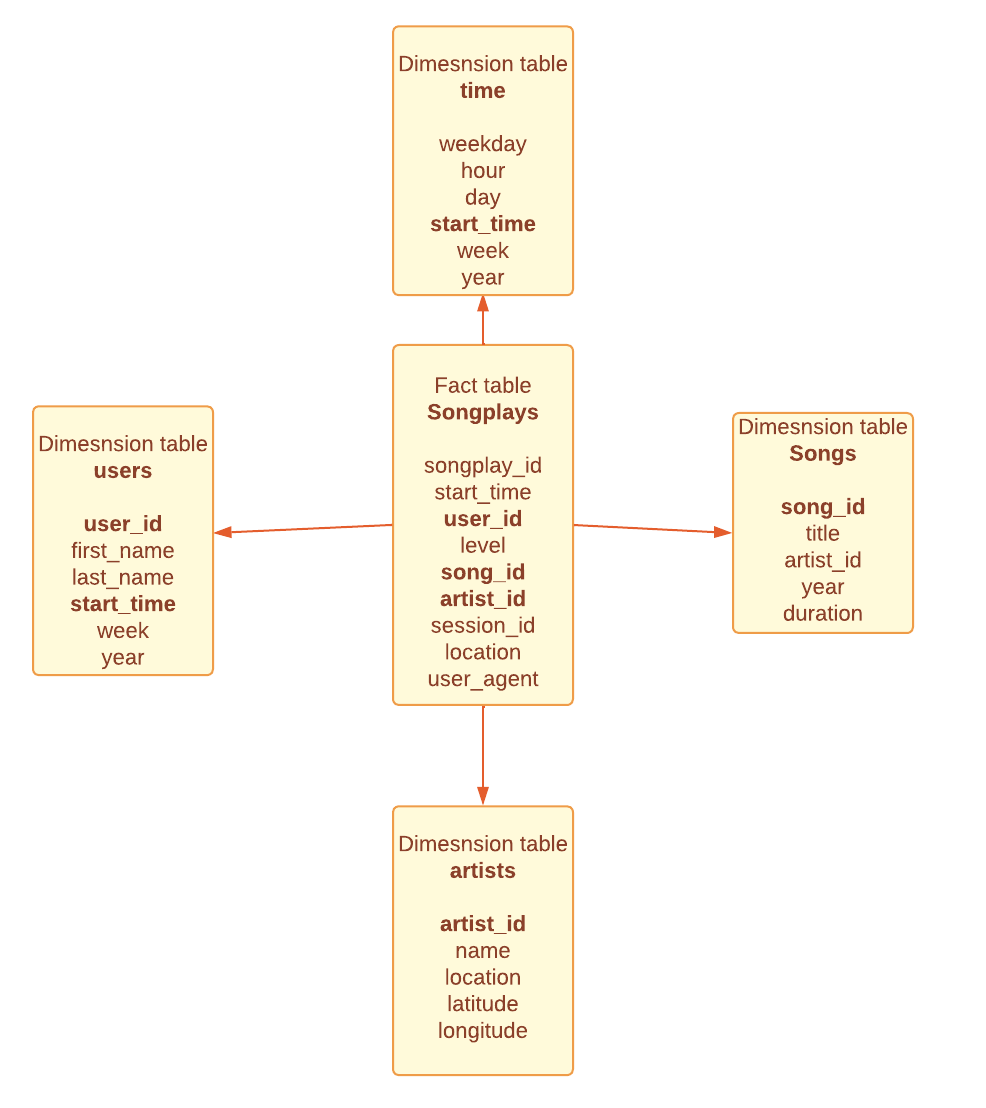 Dimesnsion table
time
weekday
hour
day
start_time
week
year
Fact table
Songplays
songplay_id
start_time
user_id
level
song_id
artist_id
session_id
location
user_agent
Dimesnsion table
users
user_id
first_name
last_name
start_time
week
year
Dimesnsion table
Songs
song_id
title
artist_id
year
duration
Dimesnsion table
artists
artist_id
name
location
latitude
longitude